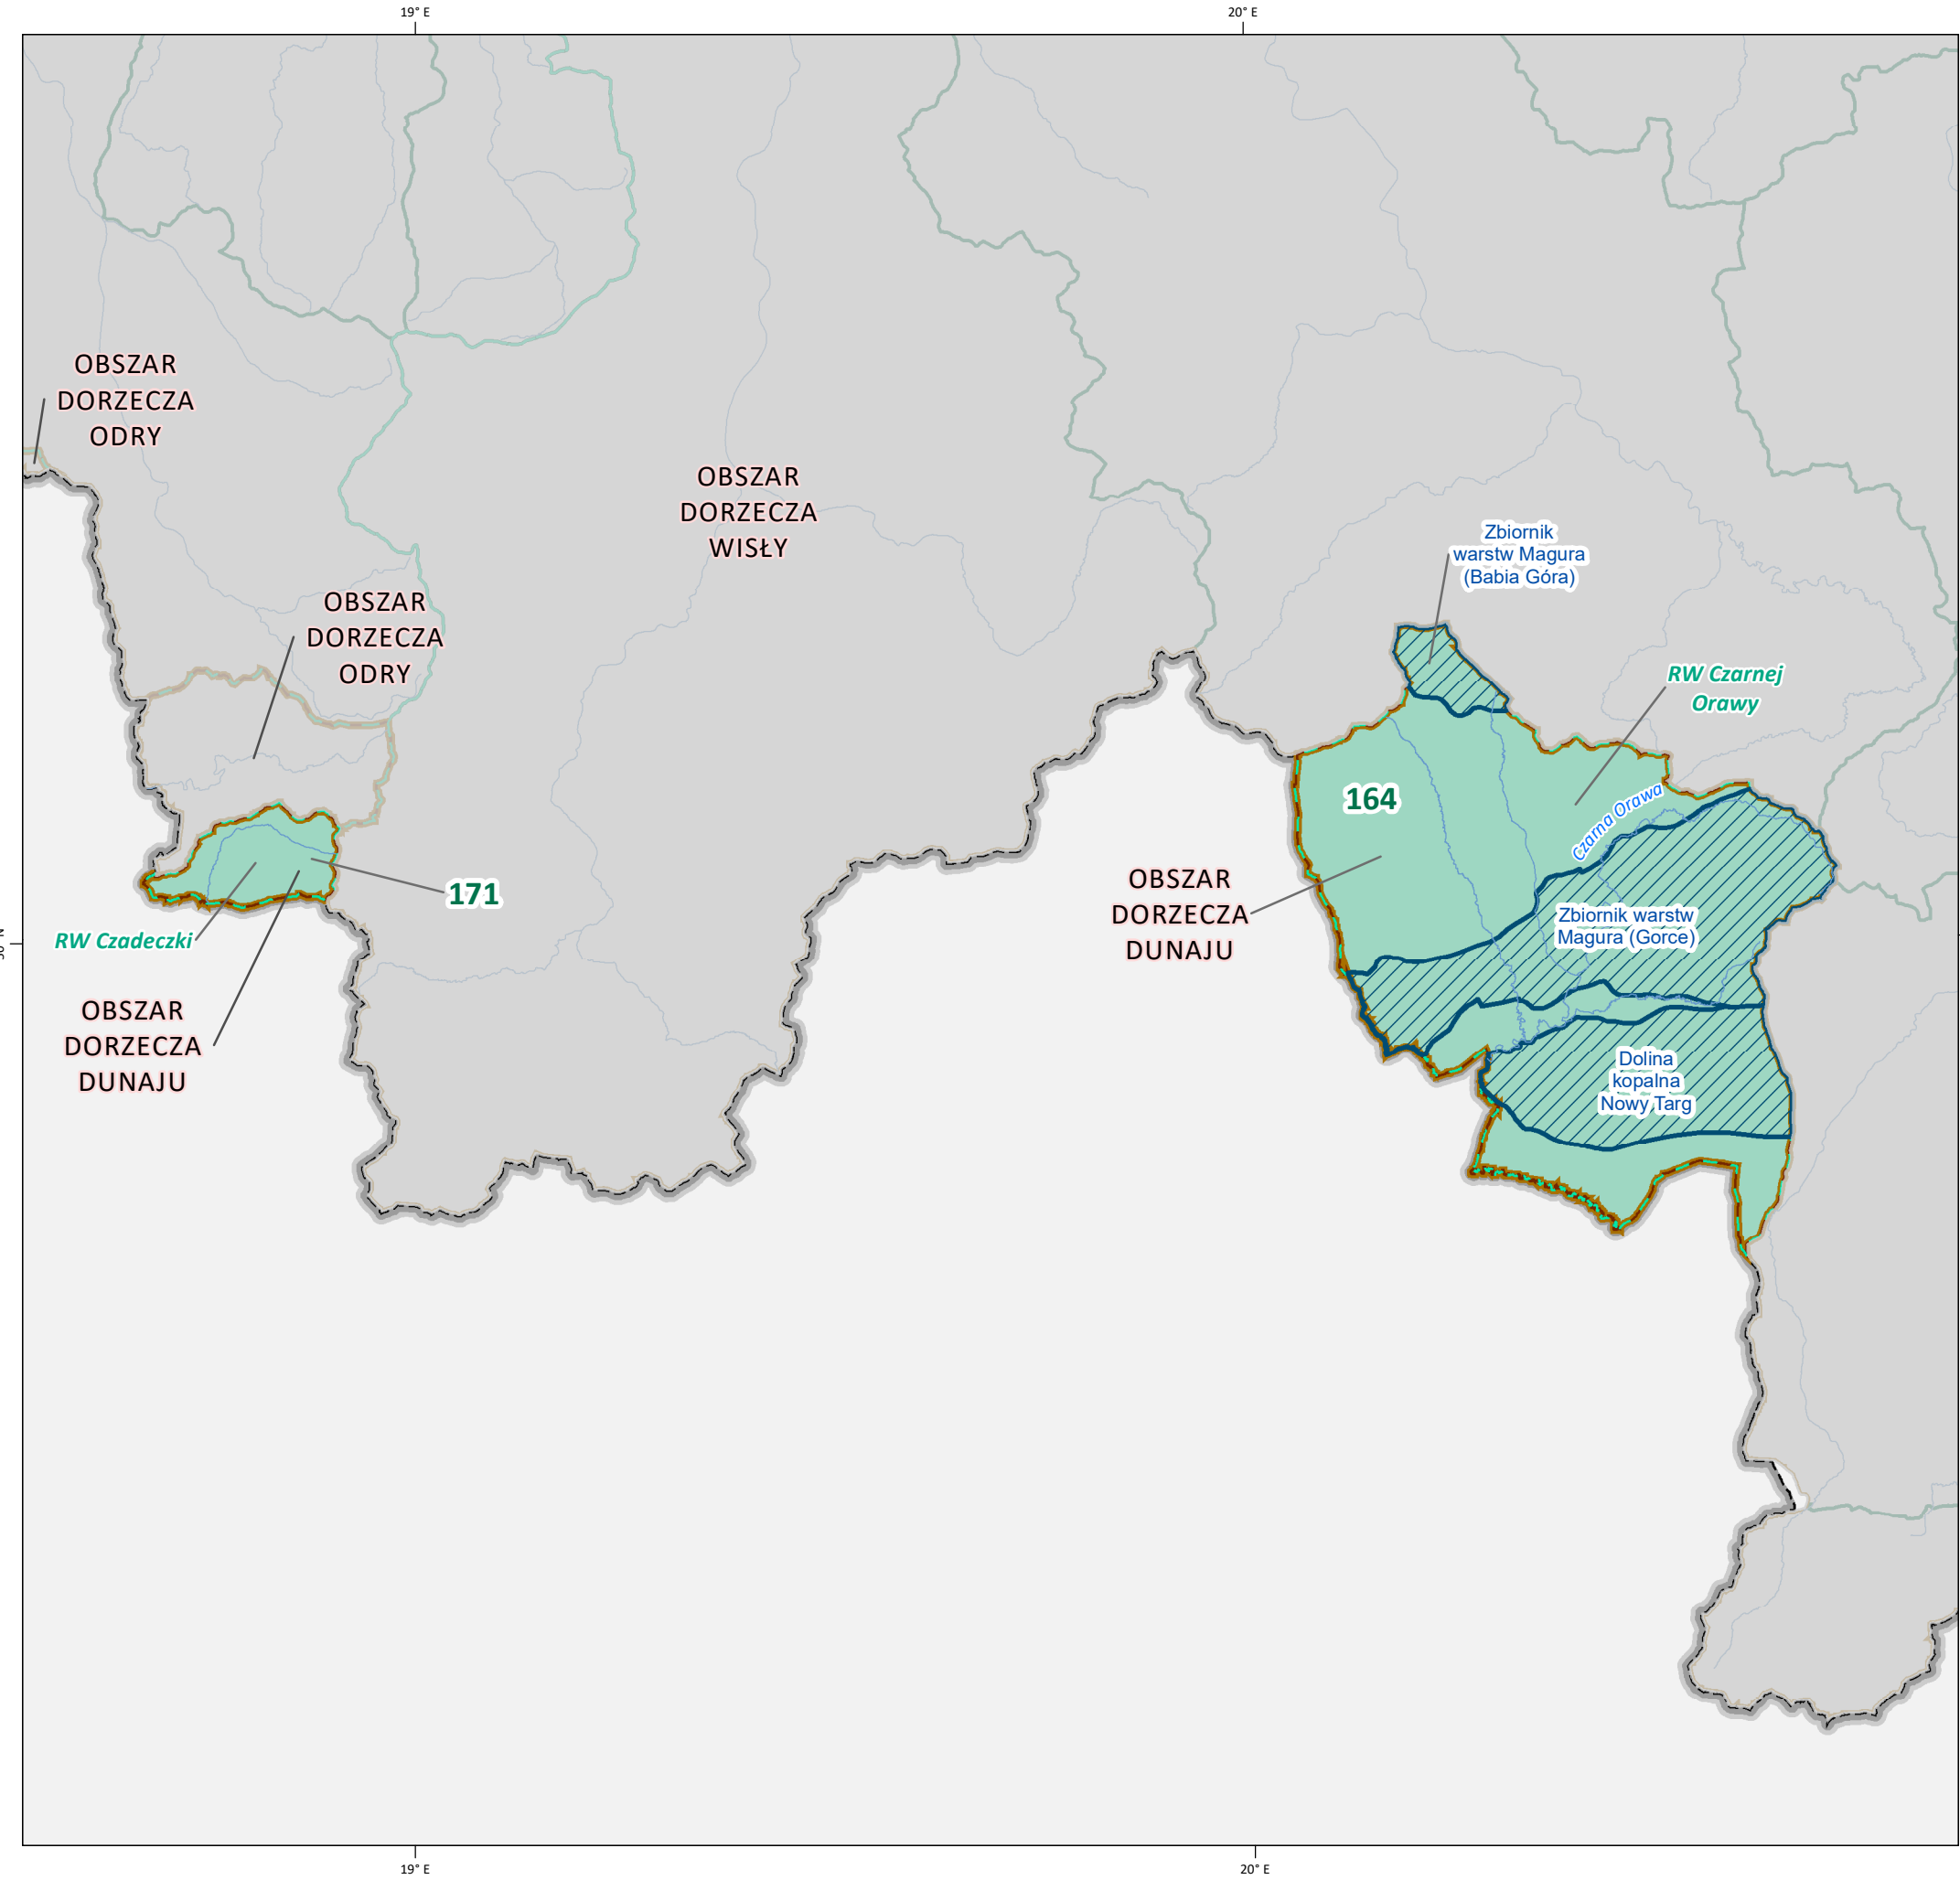 19° E
20° E
OBSZAR
DORZECZA
ODRY
OBSZAR
DORZECZA
WISŁY
Zbiornik
warstw Magura
(Babia Góra)
OBSZAR
DORZECZA
ODRY
RW Czarnej
Orawy
164
Czarna Orawa
171
OBSZAR
DORZECZA
DUNAJU
Zbiornik warstw
Magura (Gorce)
RW Czadeczki
OBSZAR
DORZECZA
DUNAJU
Dolina
kopalna
Nowy Targ
19° E
20° E